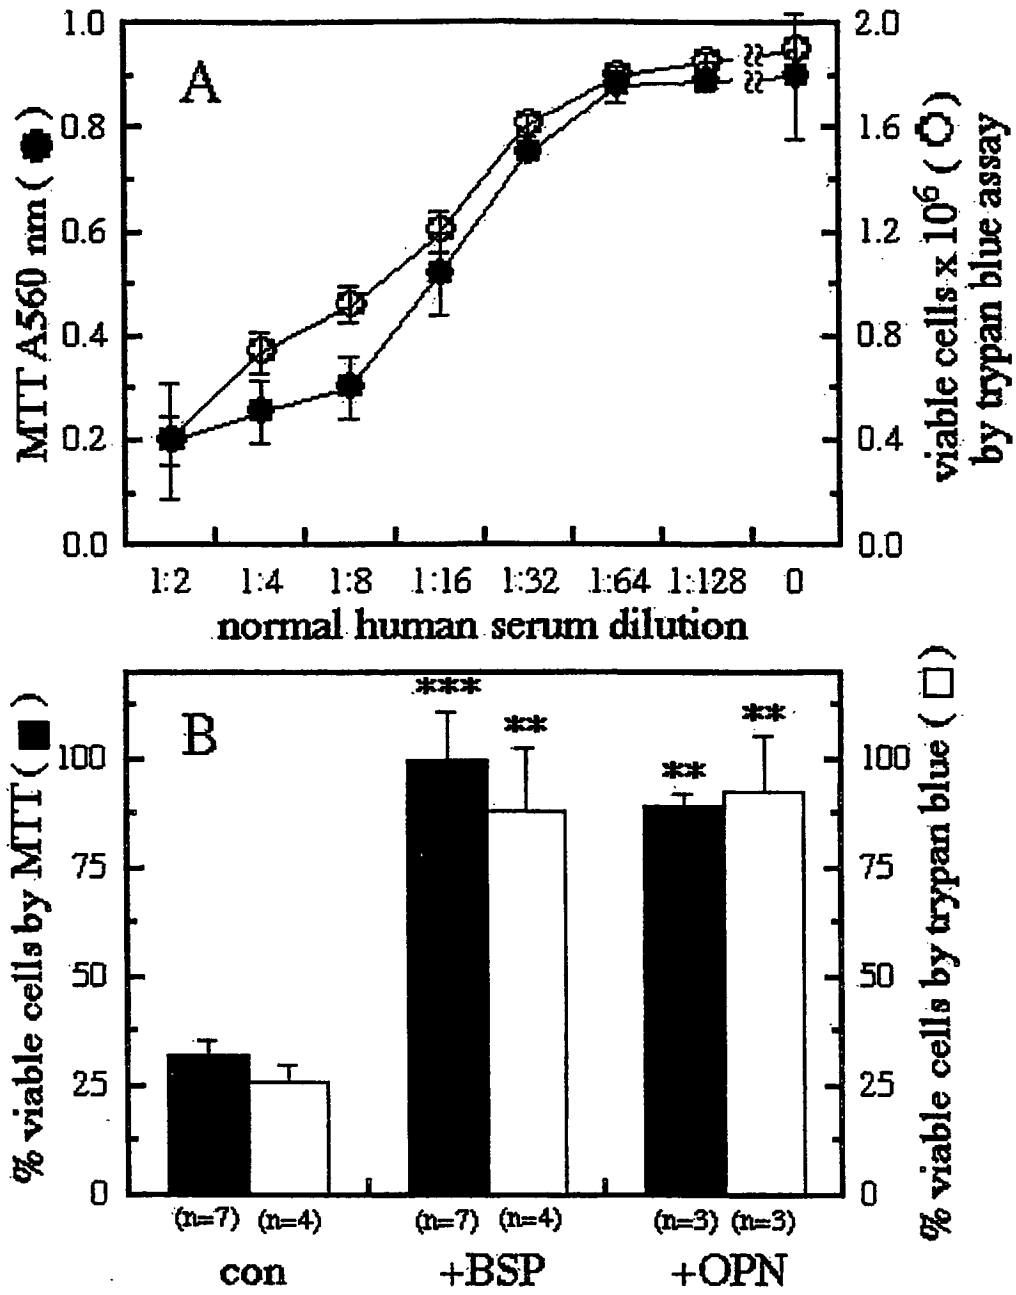 A
MTT A560 nm ( )
1.0
0.8
0.6
0.4
0.2
0.0
2.0
1.6
1.2
0.8
0.4
0.0
viable cells x 10⁶ ( )
by trypan blue assay
1:2 1:4 1:8 1:16 1:32 1:64 1:128 0
normal human serum dilution
B
% viable cells by MTT ( )
100
75
50
25
0
*** ** ** **
100
75
50
25
0
% viable cells by trypan blue ( )
(n=7) (n=4) (n=7) (n=4) (n=3) (n=3)
con +BSP +OPN